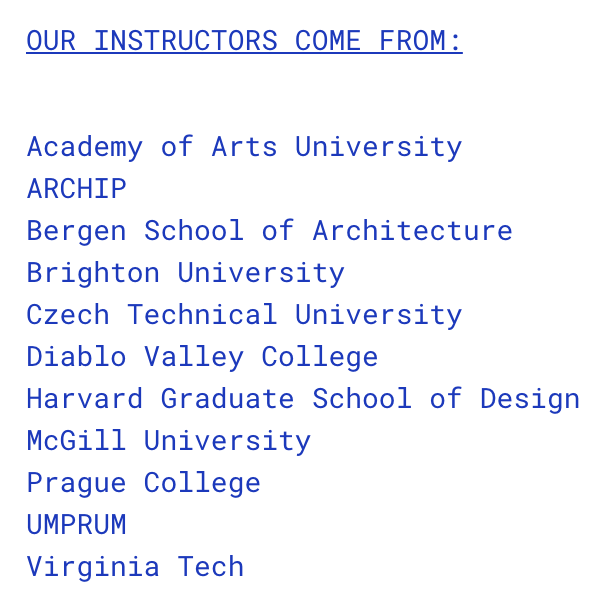 OUR INSTRUCTORS COME FROM:
Academy of Arts University
ARCHIP
Bergen School of Architecture
Brighton University
Czech Technical University
Diablo Valley College
Harvard Graduate School of Design
McGill University
Prague College
UMPRUM
Virginia Tech